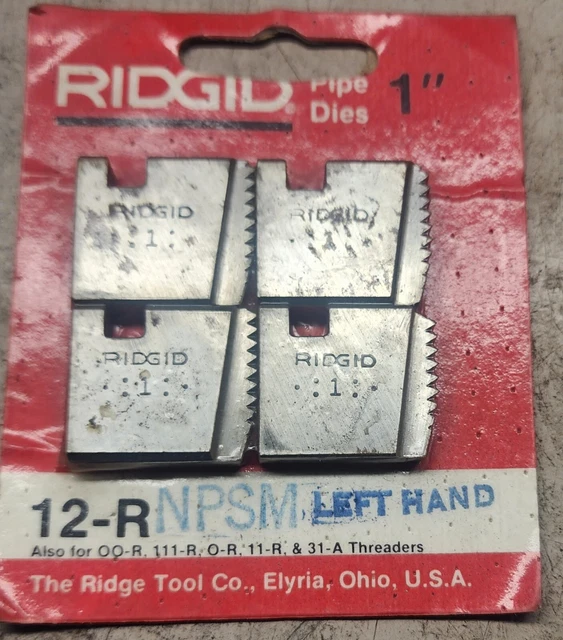 RIDGID® Pipe Dies 1"
RIDGID RIDGID
:1: 1
RIDGID RIDGID
·:1:· ·:1:·
12-R NPSM LEFT HAND
Also for OO-R, 111-R, O-R, 11-R, & 31-A Threaders
The Ridge Tool Co., Elyria, Ohio, U.S.A.